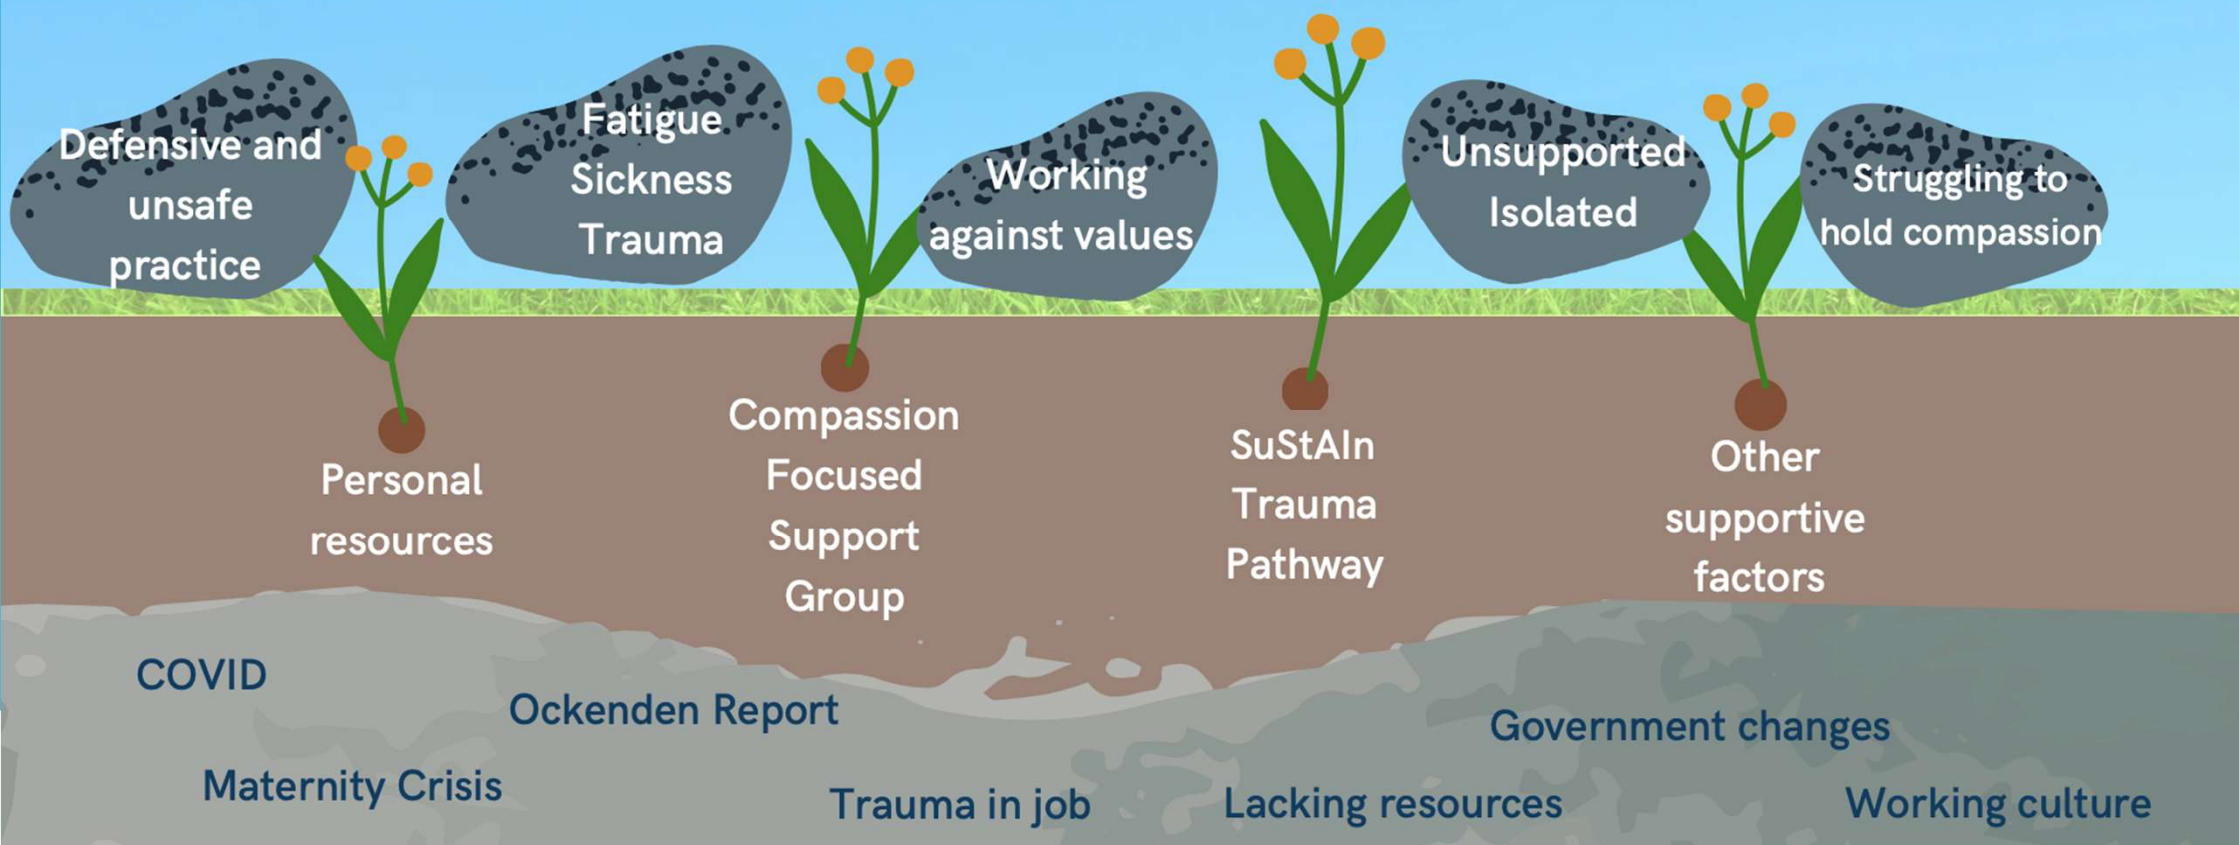 Defensive and
unsafe
practice
Fatigue
Sickness
Trauma
Working
against values
Unsupported
Isolated
Struggling to
hold compassion
Personal
resources
Compassion
Focused
Support
Group
SuStAIn
Trauma
Pathway
Other
supportive
factors
COVID
Ockenden Report
Government changes
Maternity Crisis
Trauma in job
Lacking resources
Working culture